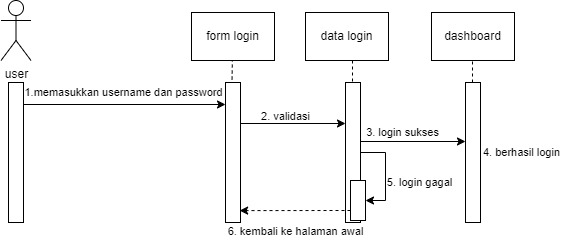 form login
data login
dashboard
user
1.memasukkan username dan password
2. validasi
3. login sukses
4. berhasil login
5. login gagal
6. kembali ke halaman awal